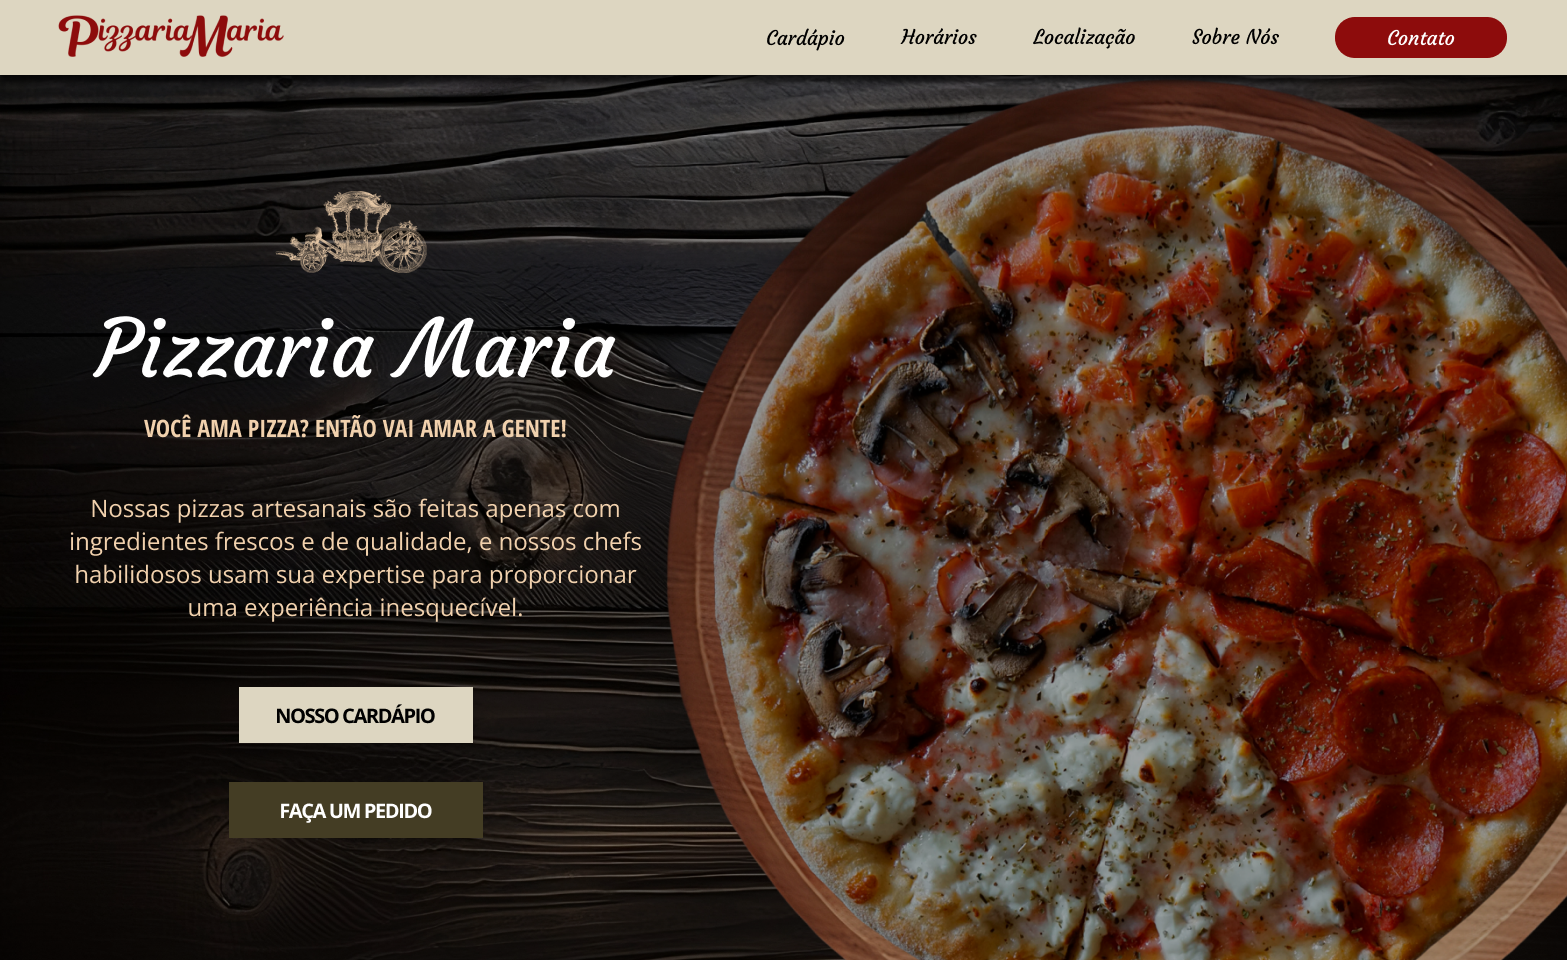 PizzariaMaria
Cardápio
Horários
Localização
Sobre Nós
Contato
Pizzaria Maria
VOCÊ AMA PIZZA? ENTÃO VAI AMAR A GENTE!
Nossas pizzas artesanais são feitas apenas com
ingredientes frescos e de qualidade, e nossos chefs
habilidosos usam sua expertise para proporcionar
uma experiência inesquecível.
NOSSO CARDÁPIO
FAÇA UM PEDIDO